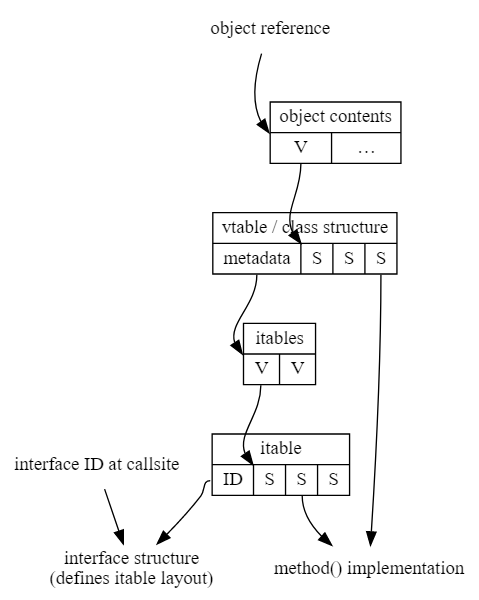 object reference
object contents
V …
vtable / class structure
metadata S S S
itables
V V
itable
interface ID at callsite
ID S S S
interface structure
(defines itable layout)
method() implementation